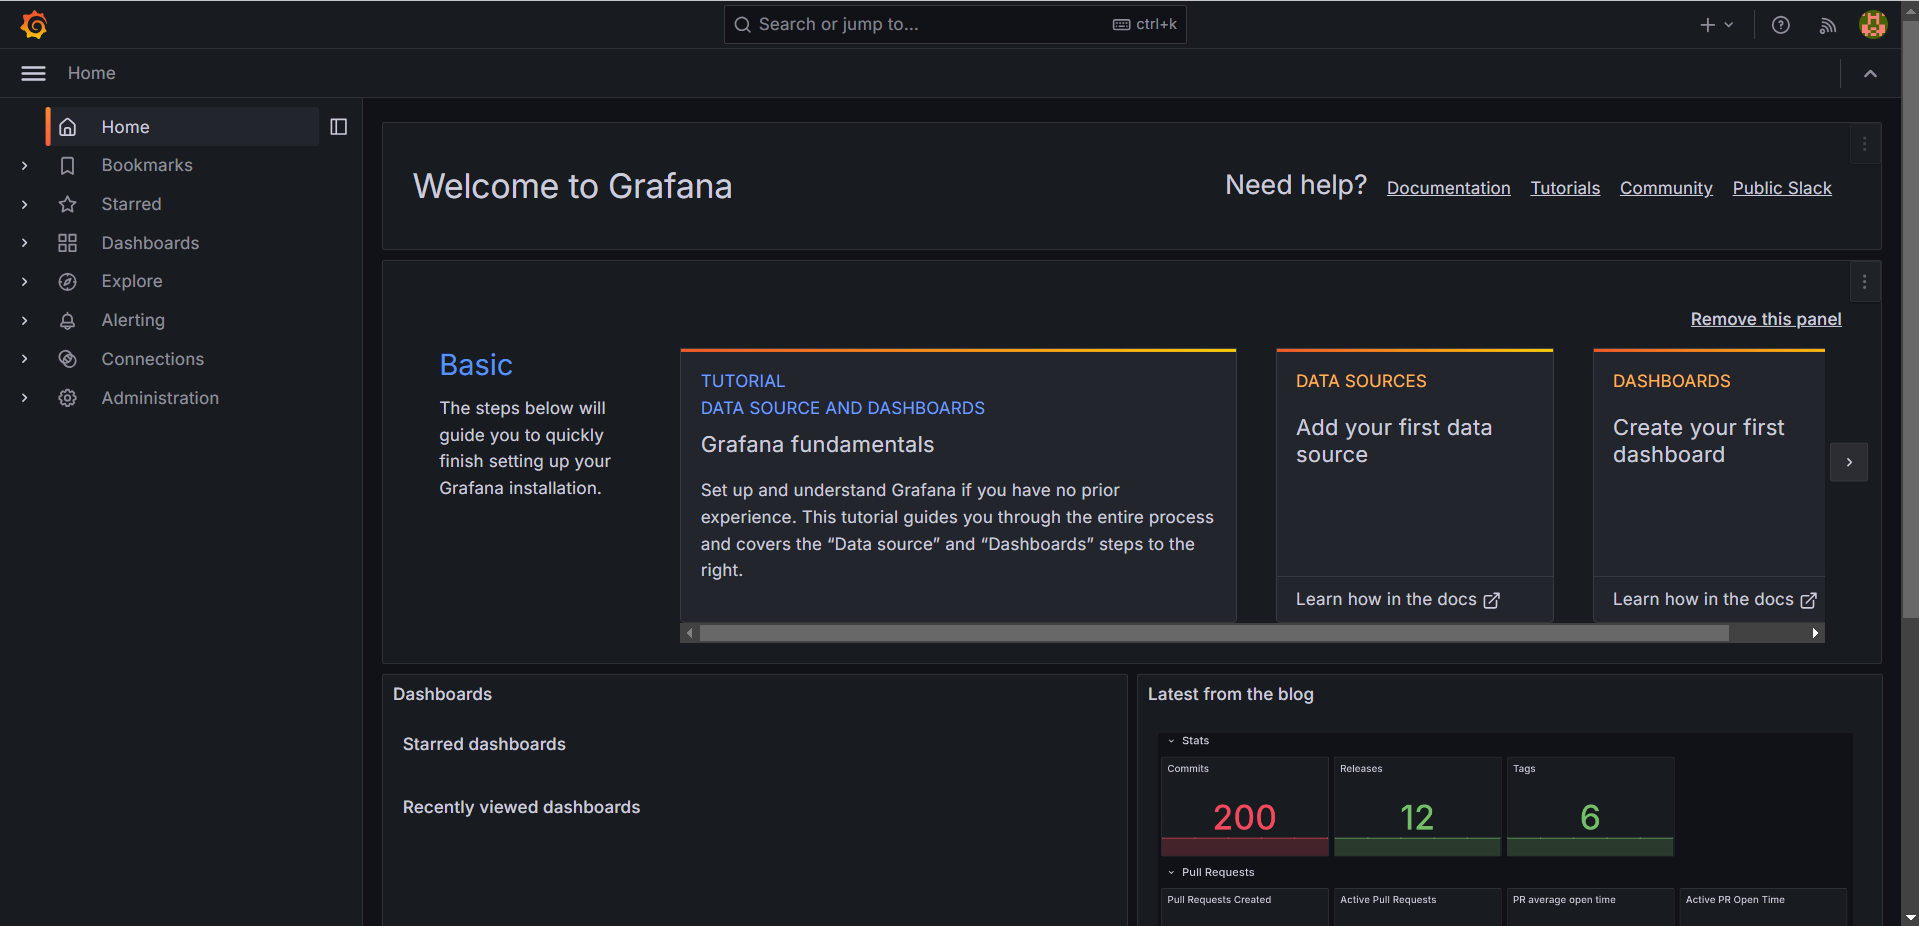 Search or jump to...
ctrl+k
Home
Home
Bookmarks
Starred
Dashboards
Explore
Alerting
Connections
Administration
Welcome to Grafana
Need help?
Documentation
Tutorials
Community
Public Slack
Remove this panel
Basic
The steps below will
guide you to quickly
finish setting up your
Grafana installation.
TUTORIAL
DATA SOURCE AND DASHBOARDS
Grafana fundamentals
Set up and understand Grafana if you have no prior
experience. This tutorial guides you through the entire process
and covers the “Data source” and “Dashboards” steps to the
right.
DATA SOURCES
Add your first data
source
Learn how in the docs
DASHBOARDS
Create your first
dashboard
Learn how in the docs
Dashboards
Starred dashboards
Recently viewed dashboards
Latest from the blog
Stats
Commits
200
Releases
12
Tags
6
Pull Requests
Pull Requests Created
Active Pull Requests
PR average open time
Active PR Open Time